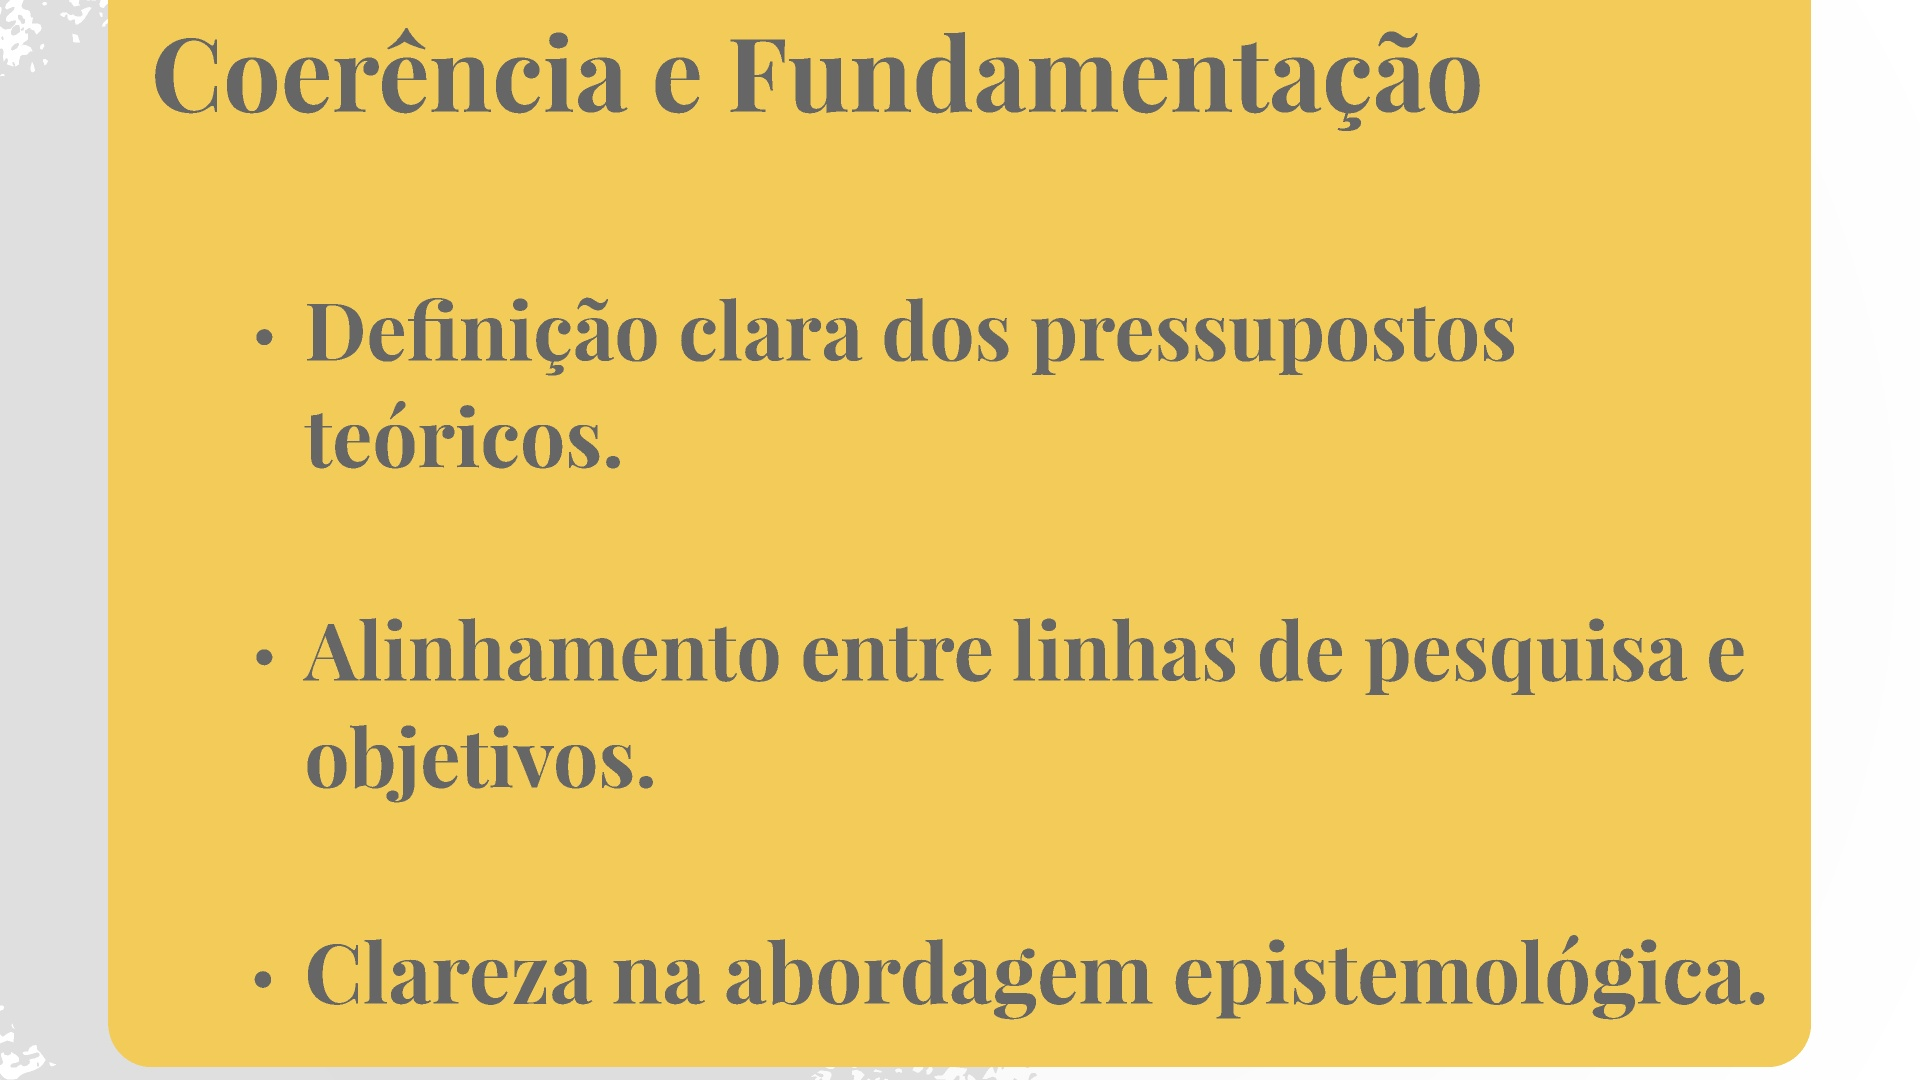 Coerência e Fundamentação
• Definição clara dos pressupostos
teóricos.
• Alinhamento entre linhas de pesquisa e
objetivos.
• Clareza na abordagem epistemológica.